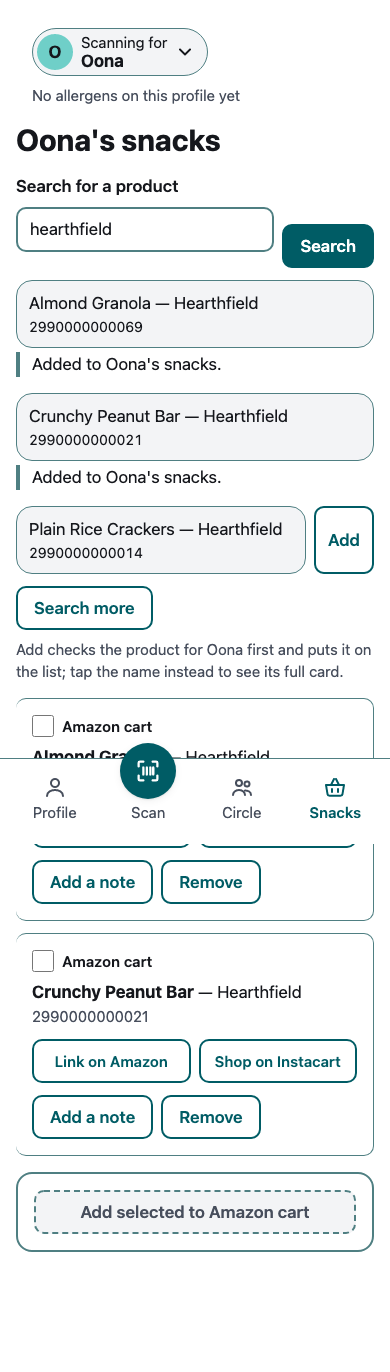 O
Scanning for
Oona
No allergens on this profile yet
Oona's snacks
Search for a product
hearthfield
Search
Almond Granola — Hearthfield
2990000000069
Added to Oona's snacks.
Crunchy Peanut Bar — Hearthfield
2990000000021
Added to Oona's snacks.
Plain Rice Crackers — Hearthfield
2990000000014
Add
Search more
Add checks the product for Oona first and puts it on
the list; tap the name instead to see its full card.
Amazon cart
Almond — Hearthfield
Profile
Scan
Circle
Snacks
Add a note
Remove
Amazon cart
Crunchy Peanut Bar — Hearthfield
2990000000021
Link on Amazon
Shop on Instacart
Add a note
Remove
Add selected to Amazon cart